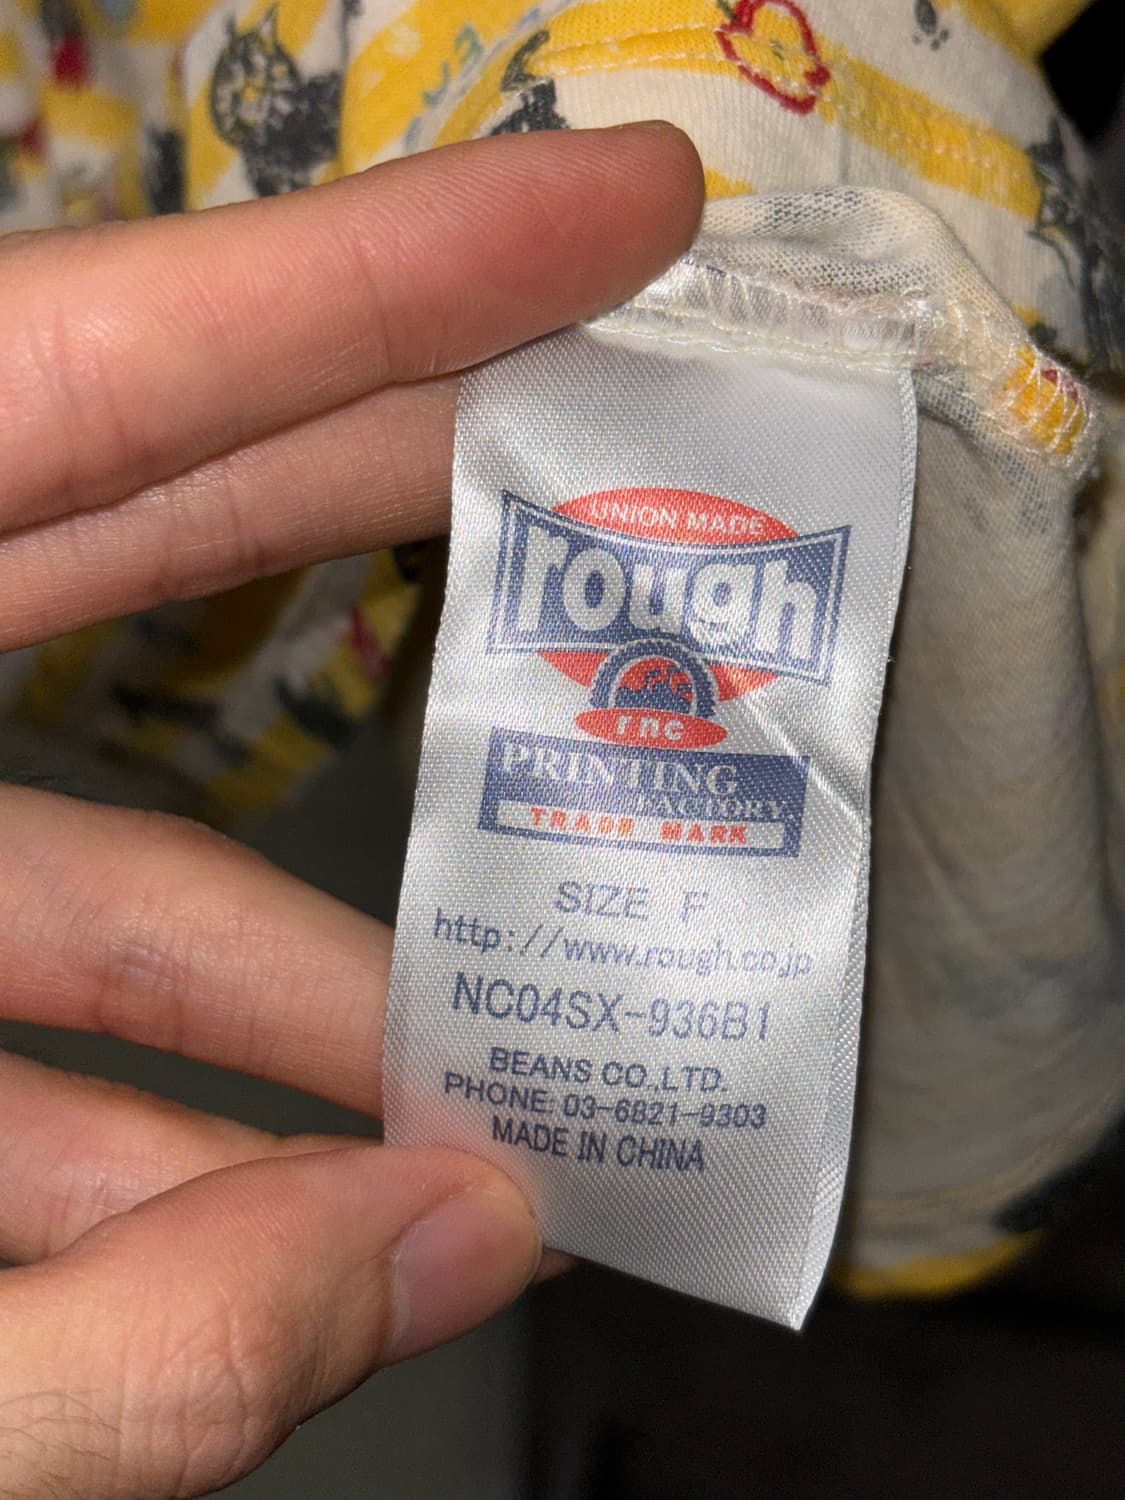 UNION MADE
rough
rnc
PRINTING
FACTORY
TRADE MARK
SIZE F
http://www.rough.co.jp
NC04SX-936B1
BEANS CO.,LTD.
PHONE: 03-6821-9303
MADE IN CHINA